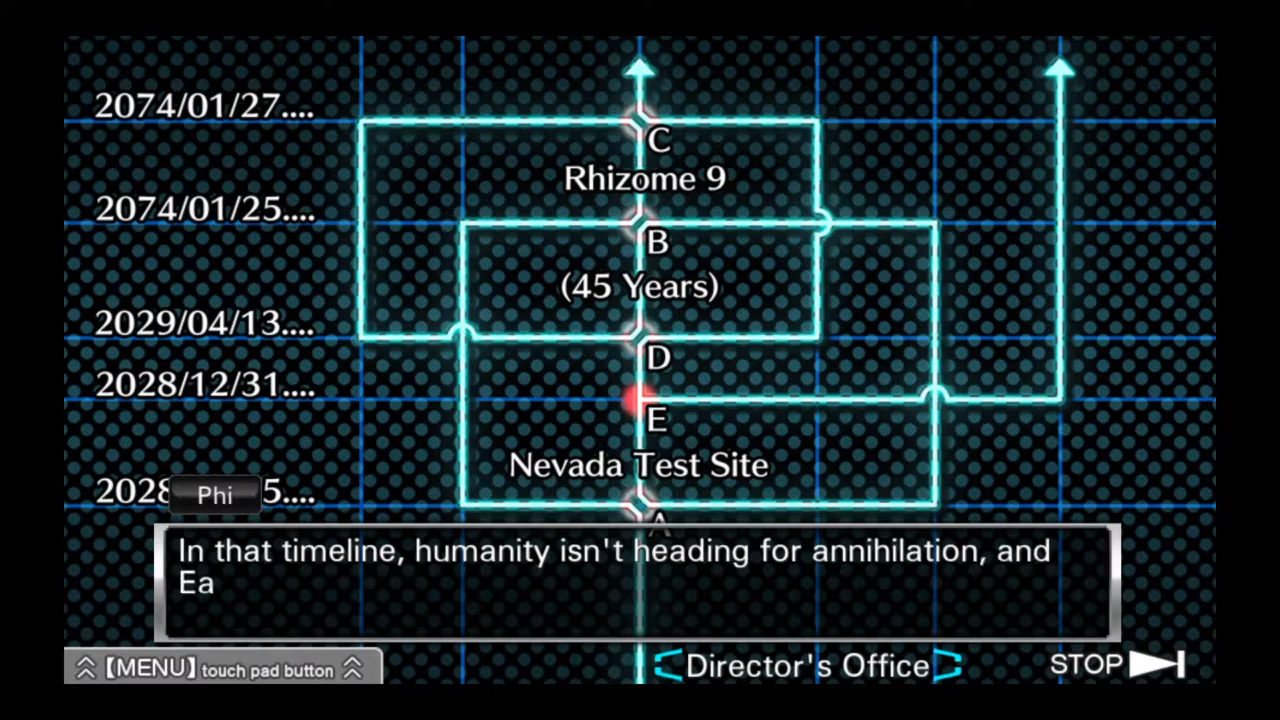 2074/01/27....
C
Rhizome 9
2074/01/25....
B
(45 Years)
2029/04/13....
D
2028/12/31....
E
Nevada Test Site
2028
5....
A
Phi
In that timeline, humanity isn't heading for annihilation, and
Ea
【MENU】touch pad button
Director's Office
STOP